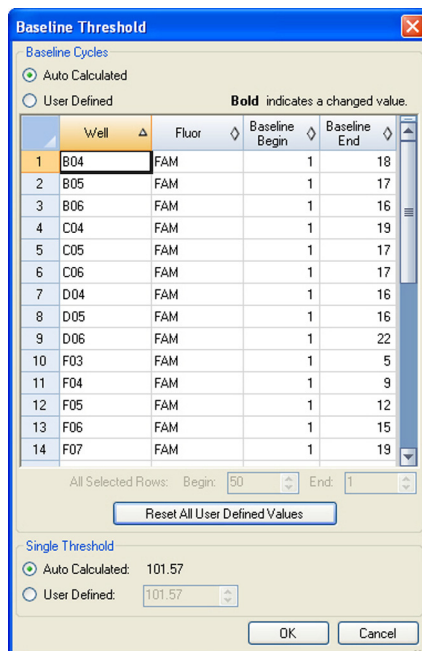 Baseline Threshold
Baseline Cycles
Auto Calculated
User Defined Bold indicates a changed value.
Well Fluor Baseline Begin Baseline End
1 B04 FAM 1 18
2 B05 FAM 1 17
3 B06 FAM 1 16
4 C04 FAM 1 19
5 C05 FAM 1 17
6 C06 FAM 1 17
7 D04 FAM 1 16
8 D05 FAM 1 16
9 D06 FAM 1 22
10 F03 FAM 1 5
11 F04 FAM 1 9
12 F05 FAM 1 12
13 F06 FAM 1 15
14 F07 FAM 1 19
All Selected Rows: Begin: 50 End: 1
Reset All User Defined Values
Single Threshold
Auto Calculated: 101.57
User Defined: 101.57
OK Cancel